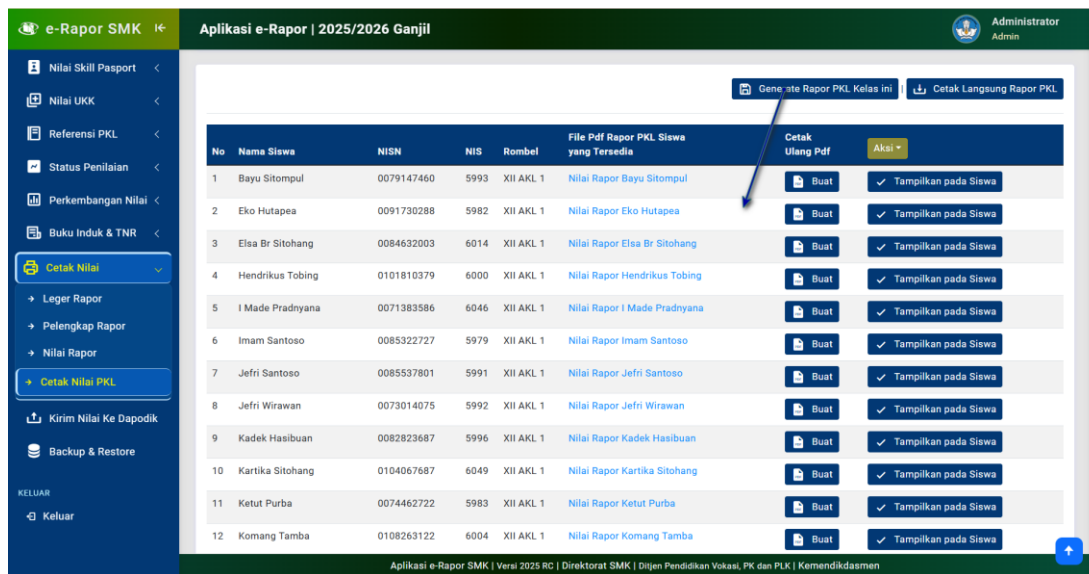 e-Rapor SMK
Aplikasi e-Rapor | 2025/2026 Ganjil
Administrator
Admin
Nilai Skill Pasport
Nilai UKK
Referensi PKL
Status Penilaian
Perkembangan Nilai
Buku Induk & TNR
Cetak Nilai
Leger Rapor
Pelengkap Rapor
Nilai Rapor
Cetak Nilai PKL
Kirim Nilai Ke Dapodik
Backup & Restore
KELUAR
Keluar
Generate Rapor PKL Kelas ini | Cetak Langsung Rapor PKL
No Nama Siswa NISN NIS Rombel File Pdf Rapor PKL Siswa yang Tersedia Cetak Ulang Pdf Aksi
1 Bayu Sitompul 0079147460 5993 XII AKL 1 Nilai Rapor Bayu Sitompul Buat Tampilkan pada Siswa
2 Eko Hutapea 0091730288 5982 XII AKL 1 Nilai Rapor Eko Hutapea Buat Tampilkan pada Siswa
3 Elsa Br Sitohang 0084632003 6014 XII AKL 1 Nilai Rapor Elsa Br Sitohang Buat Tampilkan pada Siswa
4 Hendrikus Tobing 0101810379 6000 XII AKL 1 Nilai Rapor Hendrikus Tobing Buat Tampilkan pada Siswa
5 I Made Pradnyana 0071383586 6046 XII AKL 1 Nilai Rapor I Made Pradnyana Buat Tampilkan pada Siswa
6 Imam Santoso 0085322727 5979 XII AKL 1 Nilai Rapor Imam Santoso Buat Tampilkan pada Siswa
7 Jefri Santoso 0085537801 5991 XII AKL 1 Nilai Rapor Jefri Santoso Buat Tampilkan pada Siswa
8 Jefri Wirawan 0073014075 5992 XII AKL 1 Nilai Rapor Jefri Wirawan Buat Tampilkan pada Siswa
9 Kadek Hasibuan 0082823687 5996 XII AKL 1 Nilai Rapor Kadek Hasibuan Buat Tampilkan pada Siswa
10 Kartika Sitohang 0104067687 6049 XII AKL 1 Nilai Rapor Kartika Sitohang Buat Tampilkan pada Siswa
11 Ketut Purba 0074462722 5983 XII AKL 1 Nilai Rapor Ketut Purba Buat Tampilkan pada Siswa
12 Komang Tamba 0108263122 6004 XII AKL 1 Nilai Rapor Komang Tamba Buat Tampilkan pada Siswa
Aplikasi e-Rapor SMK | Versi 2025 RC | Direktorat SMK | Ditjen Pendidikan Vokasi, PK dan PLK | Kemendikdasmen